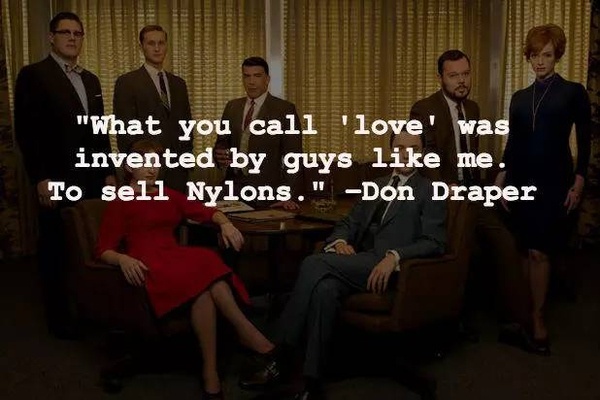 "What you call 'love' was
invented by guys like me.
To sell Nylons." —Don Draper